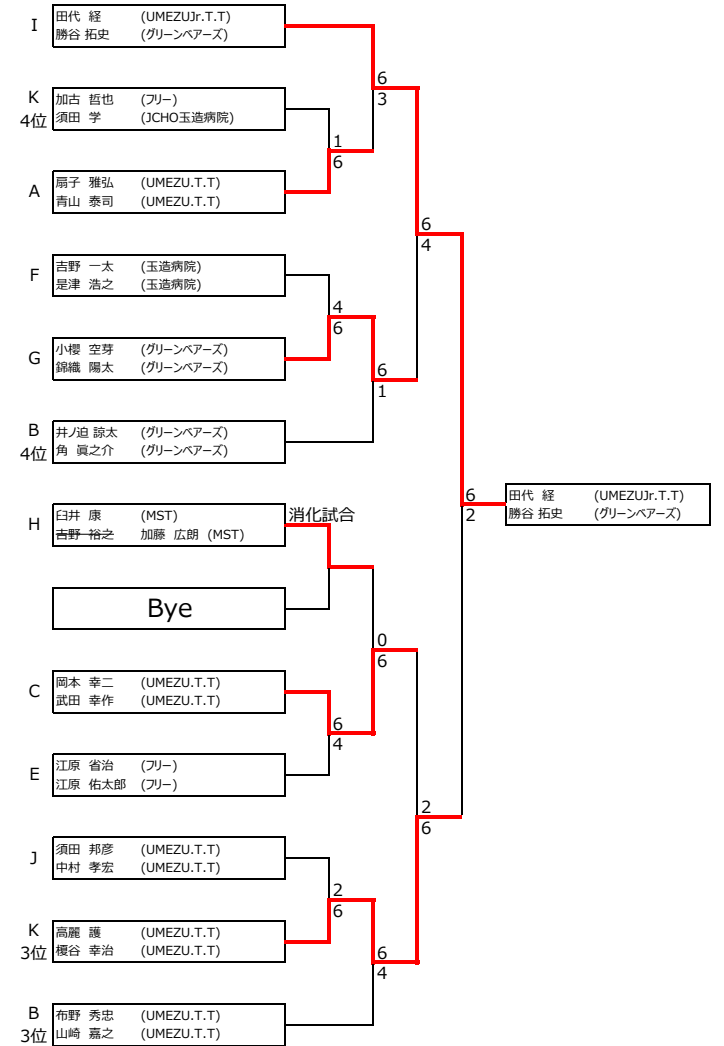 I
田代 経 (UMEZUJr.T.T)
勝谷 拓史 (グリーンベアーズ)
6
3
K
4位
加古 哲也 (フリー)
須田 学 (JCHO玉造病院)
1
6
A
扇子 雅弘 (UMEZU.T.T)
青山 泰司 (UMEZU.T.T)
6
4
F
吉野 一太 (玉造病院)
是津 浩之 (玉造病院)
4
6
G
小櫻 空芽 (グリーンベアーズ)
錦織 陽太 (グリーンベアーズ)
6
1
B
4位
井ノ迫 諒太 (グリーンベアーズ)
角 眞之介 (グリーンベアーズ)
6
2
田代 経 (UMEZUJr.T.T)
勝谷 拓史 (グリーンベアーズ)
H
臼井 康 (MST)
吉野 裕之 加藤 広朗 (MST)
消化試合
Bye
0
6
C
岡本 幸二 (UMEZU.T.T)
武田 幸作 (UMEZU.T.T)
6
4
E
江原 省治 (フリー)
江原 佑太郎 (フリー)
2
6
J
須田 邦彦 (UMEZU.T.T)
中村 孝宏 (UMEZU.T.T)
2
6
K
3位
高麗 護 (UMEZU.T.T)
榎谷 幸治 (UMEZU.T.T)
6
4
B
3位
布野 秀忠 (UMEZU.T.T)
山崎 嘉之 (UMEZU.T.T)